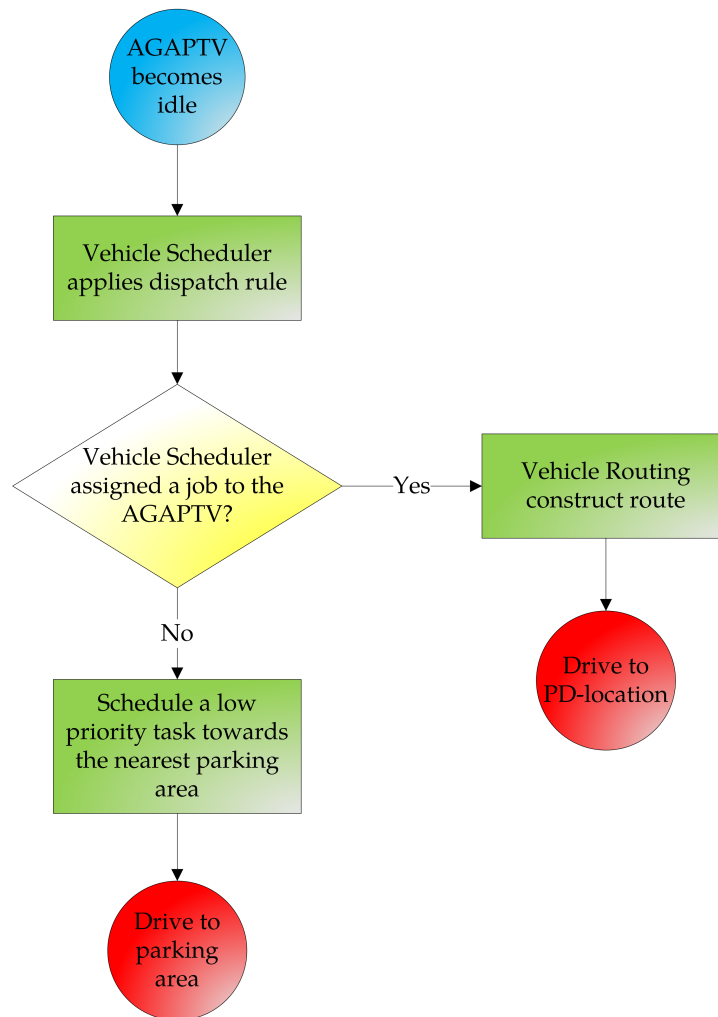 AGAPTV
becomes
idle
Vehicle Scheduler
applies dispatch rule
Vehicle Scheduler
assigned a job to the
AGAPTV?
Yes
Vehicle Routing
construct route
Drive to
PD-location
No
Schedule a low
priority task towards
the nearest parking
area
Drive to
parking
area